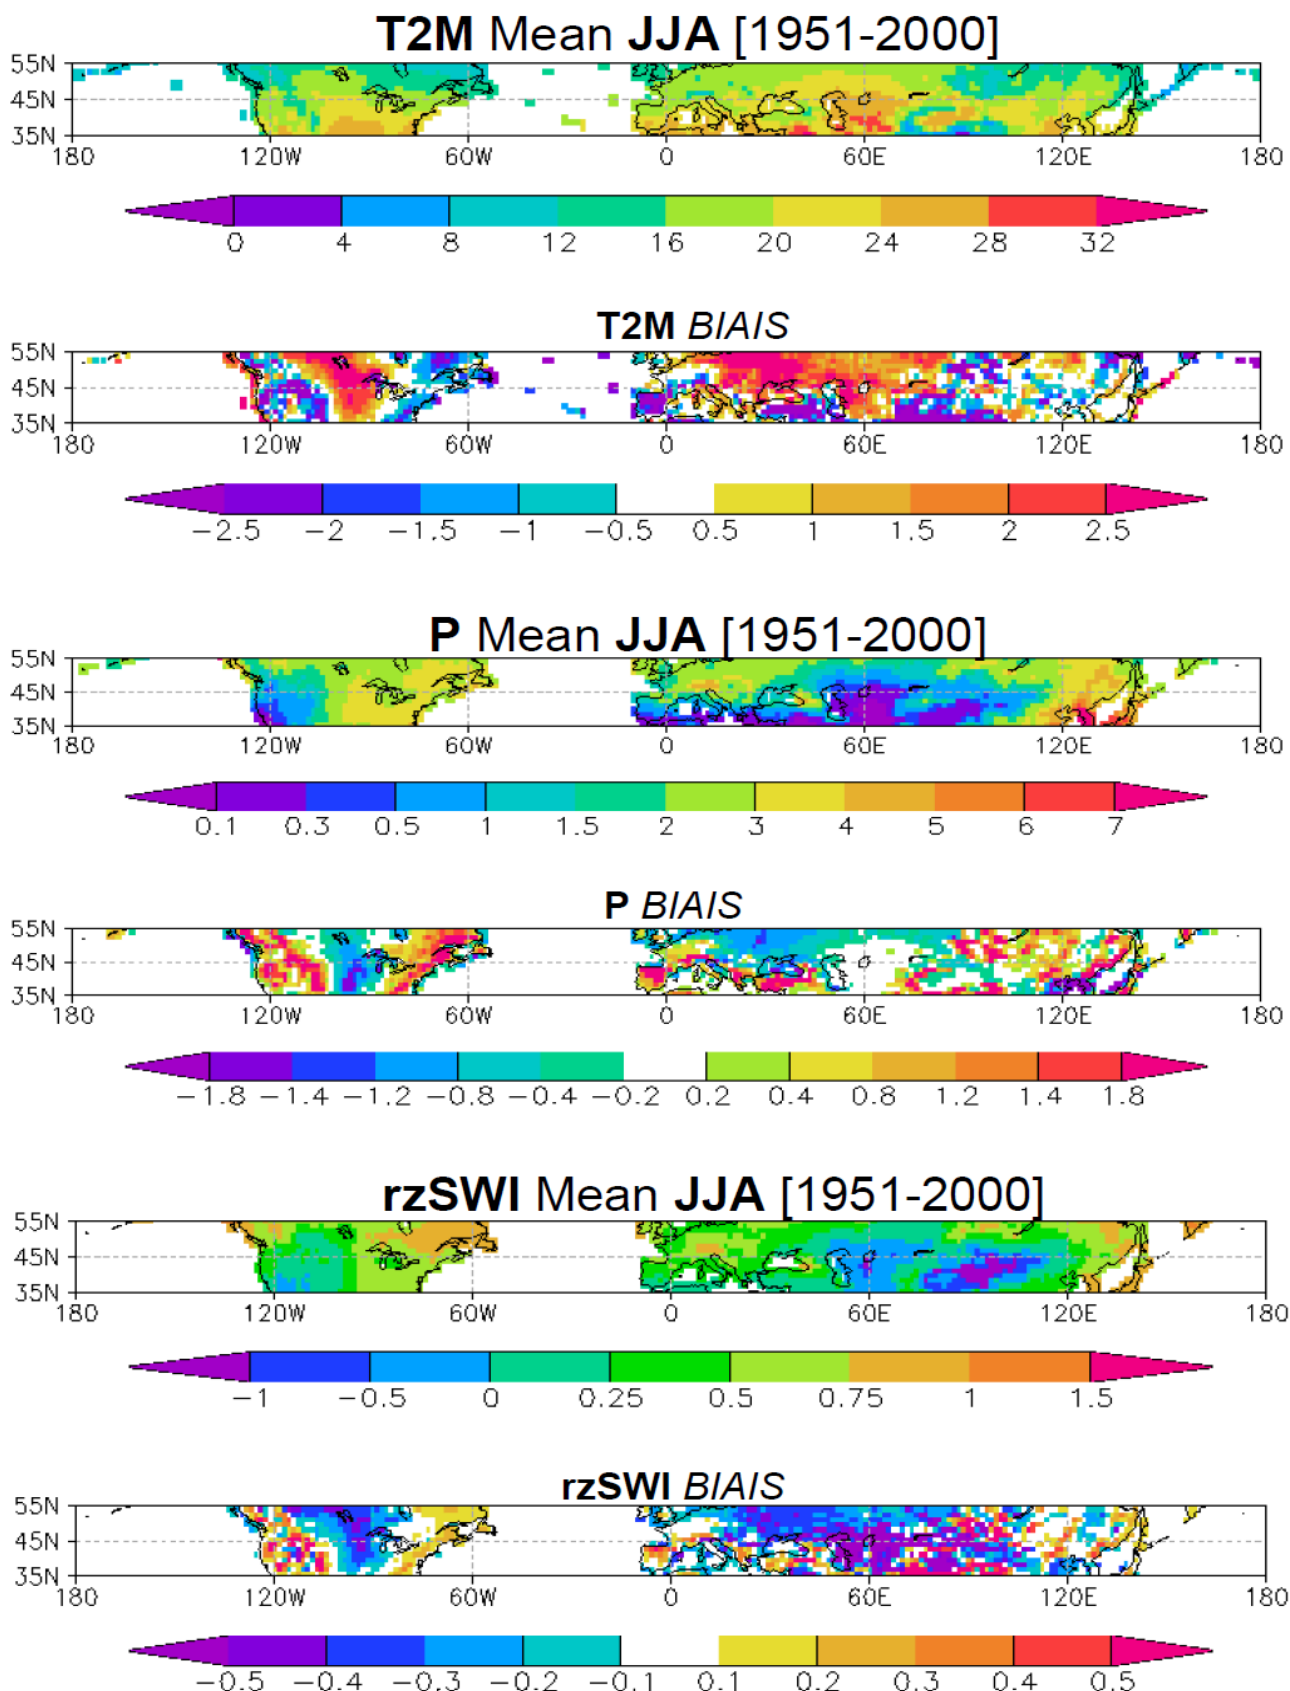 T2M Mean JJA [1951-2000]
55N
45N
35N
180 120W 60W 0 60E 120E 180
0 4 8 12 16 20 24 28 32
T2M BIAIS
55N
45N
35N
180 120W 60W 0 60E 120E 180
−2.5 −2 −1.5 −1 −0.5 0.5 1 1.5 2 2.5
P Mean JJA [1951-2000]
55N
45N
35N
180 120W 60W 0 60E 120E 180
0.1 0.3 0.5 1 1.5 2 3 4 5 6 7
P BIAIS
55N
45N
35N
180 120W 60W 0 60E 120E 180
−1.8 −1.4 −1.2 −0.8 −0.4 −0.2 0.2 0.4 0.8 1.2 1.4 1.8
rzSWI Mean JJA [1951-2000]
55N
45N
35N
180 120W 60W 0 60E 120E 180
−1 −0.5 0 0.25 0.5 0.75 1 1.5
rzSWI BIAIS
55N
45N
35N
180 120W 60W 0 60E 120E 180
−0.5 −0.4 −0.3 −0.2 −0.1 0.1 0.2 0.3 0.4 0.5